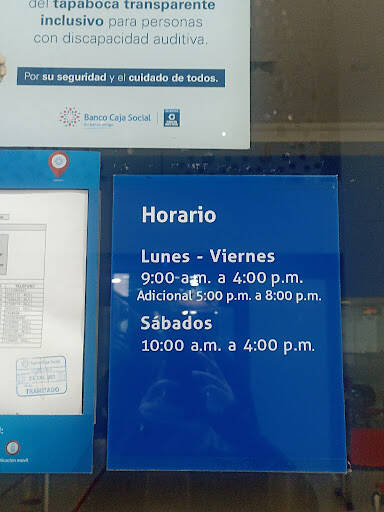 del tapaboca transparente
inclusivo para personas
con discapacidad auditiva.
Por su seguridad y el cuidado de todos.
Banco Caja Social
Horario
Lunes - Viernes
9:00 a.m. a 4:00 p.m.
Adicional 5:00 p.m. a 8:00 p.m.
Sábados
10:00 a.m. a 4:00 p.m.
TRAMITADO